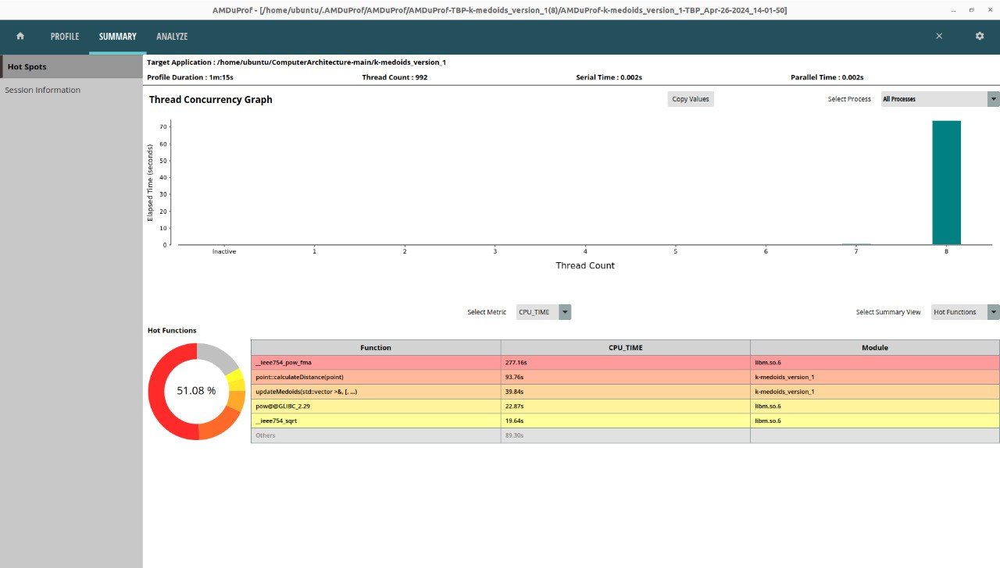 AMDuProf - [/home/ubuntu/.AMDuProf/AMDuProf/AMDuProf-TBP-k-medoids_version_1(8)/AMDuProf-k-medoids_version_1-TBP_Apr-26-2024_14-01-50]
PROFILE SUMMARY ANALYZE
Hot Spots
Session Information
Target Application : /home/ubuntu/ComputerArchitecture-main/k-medoids_version_1
Profile Duration : 1m:15s Thread Count : 992 Serial Time : 0.002s Parallel Time : 0.002s
Thread Concurrency Graph
Copy Values
Select Process All Processes
Elapsed Time (seconds)
70
60
50
40
30
20
10
0
Inactive 1 2 3 4 5 6 7 8
Thread Count
Select Metric CPU_TIME
Select Summary View Hot Functions
Hot Functions
51.08 %
Function CPU_TIME Module
__ieee754_pow_fma 277.16s libm.so.6
point::calculateDistance(point) 93.76s k-medoids_version_1
updateMedoids(std::vector >&, [, ...) 39.84s k-medoids_version_1
pow@@GLIBC_2.29 22.87s libm.so.6
__ieee754_sqrt 19.64s libm.so.6
Others 89.30s